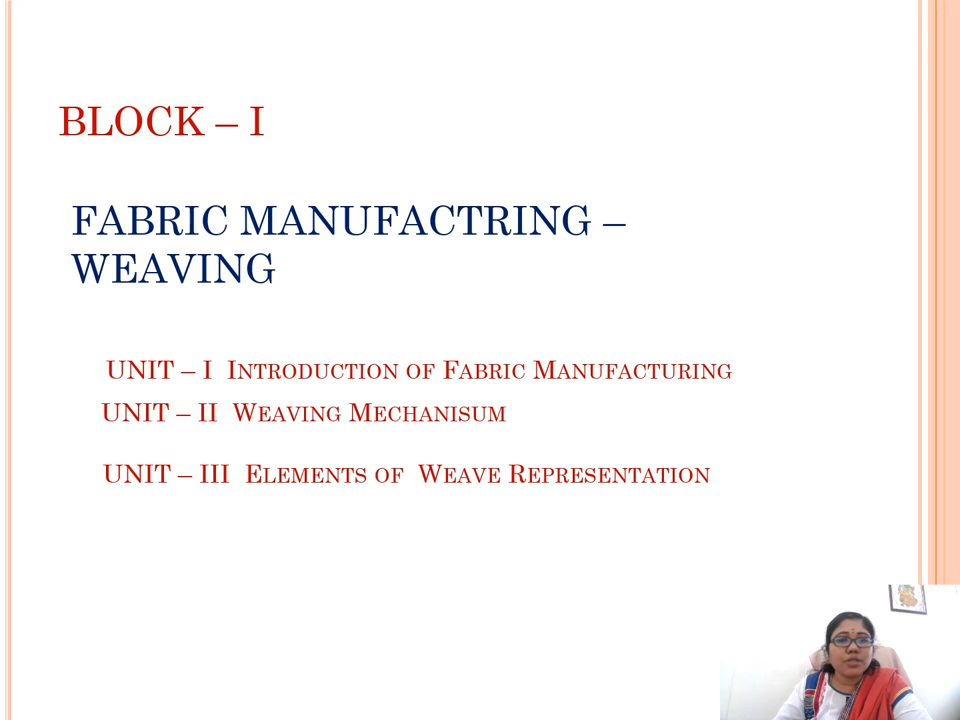 BLOCK – I
FABRIC MANUFACTRING –
WEAVING
UNIT – I Introduction of Fabric Manufacturing
UNIT – II Weaving Mechanisum
UNIT – III Elements of Weave Representation